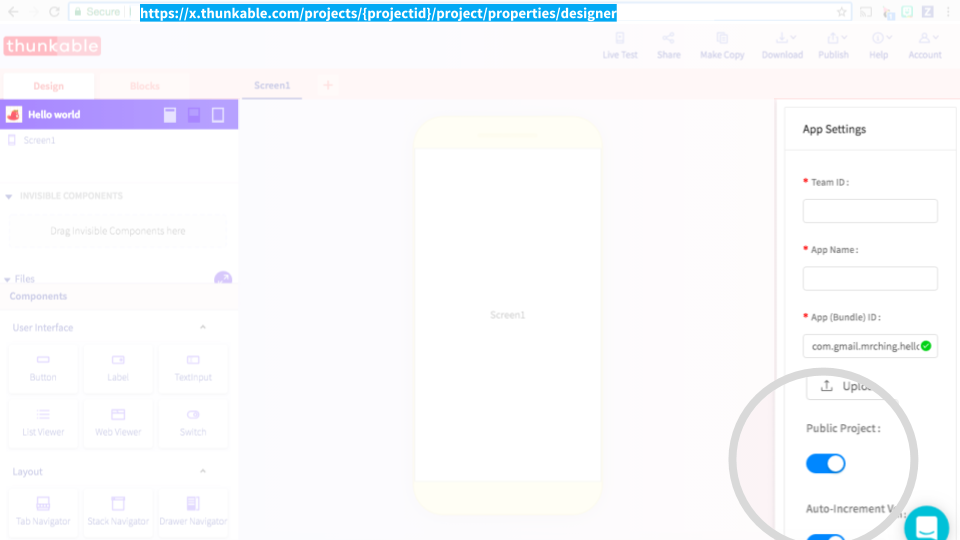 https://x.thunkable.com/projects/{projectid}/project/properties/designer
Secure
thunkable
Live Test
Share
Make Copy
Download
Publish
Help
Account
Design
Blocks
Screen1
Hello world
Screen1
INVISIBLE COMPONENTS
Drag Invisible Components here
Files
Components
User Interface
Button
Label
TextInput
List Viewer
Web Viewer
Switch
Layout
Tab Navigator
Stack Navigator
Drawer Navigator
Screen1
App Settings
* Team ID :
* App Name :
* App (Bundle) ID :
com.gmail.mrching.hello
Public Project :